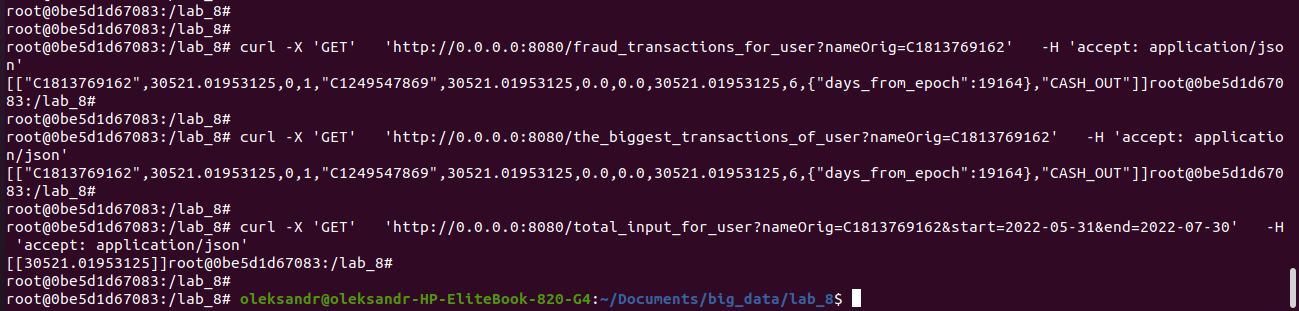 root@0be5d1d67083:/lab_8#
root@0be5d1d67083:/lab_8#
root@0be5d1d67083:/lab_8# curl -X 'GET'   'http://0.0.0.0:8080/fraud_transactions_for_user?nameOrig=C1813769162'   -H 'accept: application/jso
n'
[["C1813769162",30521.01953125,0,1,"C1249547869",30521.01953125,0.0,0.0,30521.01953125,6,{"days_from_epoch":19164},"CASH_OUT"]]root@0be5d1d670
83:/lab_8#
root@0be5d1d67083:/lab_8#
root@0be5d1d67083:/lab_8# curl -X 'GET'   'http://0.0.0.0:8080/the_biggest_transactions_of_user?nameOrig=C1813769162'   -H 'accept: applicatio
n/json'
[["C1813769162",30521.01953125,0,1,"C1249547869",30521.01953125,0.0,0.0,30521.01953125,6,{"days_from_epoch":19164},"CASH_OUT"]]root@0be5d1d670
83:/lab_8#
root@0be5d1d67083:/lab_8#
root@0be5d1d67083:/lab_8# curl -X 'GET'   'http://0.0.0.0:8080/total_input_for_user?nameOrig=C1813769162&start=2022-05-31&end=2022-07-30'   -H
 'accept: application/json'
[[30521.01953125]]root@0be5d1d67083:/lab_8#
root@0be5d1d67083:/lab_8#
root@0be5d1d67083:/lab_8# oleksandr@oleksandr-HP-EliteBook-820-G4:~/Documents/big_data/lab_8$